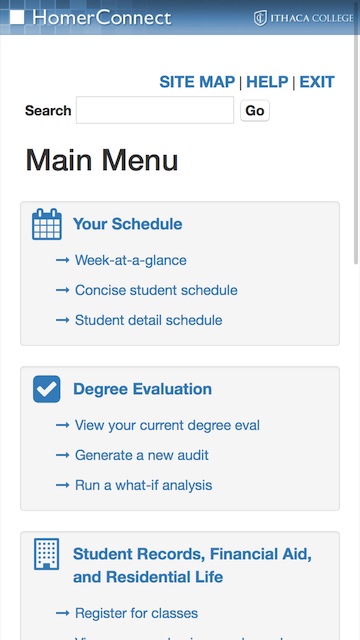 HomerConnect
ITHACA COLLEGE
SITE MAP | HELP | EXIT
Search Go
Main Menu
Your Schedule
→ Week-at-a-glance
→ Concise student schedule
→ Student detail schedule
Degree Evaluation
→ View your current degree eval
→ Generate a new audit
→ Run a what-if analysis
Student Records, Financial Aid,
and Residential Life
→ Register for classes